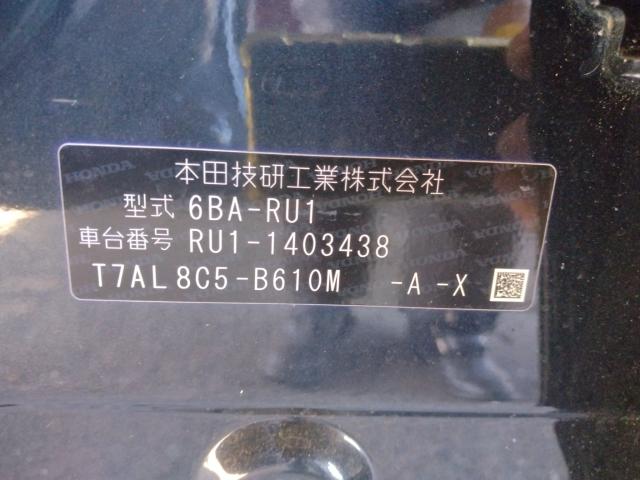 本田技研工業株式会社
型式 6BA-RU1
車台番号 RU1-1403438
T7AL 8C5-B610M -A -X